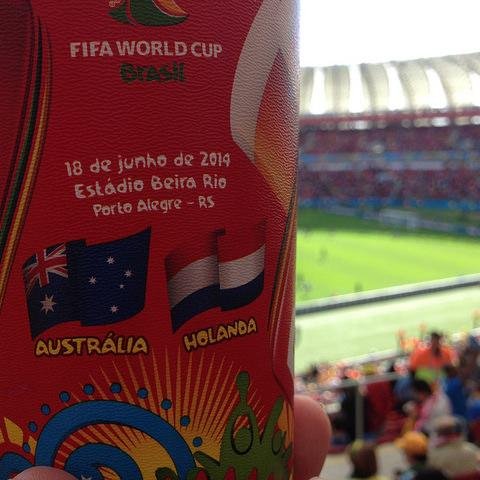 FIFA WORLD CUP
Brasil
18 de junho de 2014
Estádio Beira Rio
Porto Alegre - RS
AUSTRÁLIA
HOLANDA